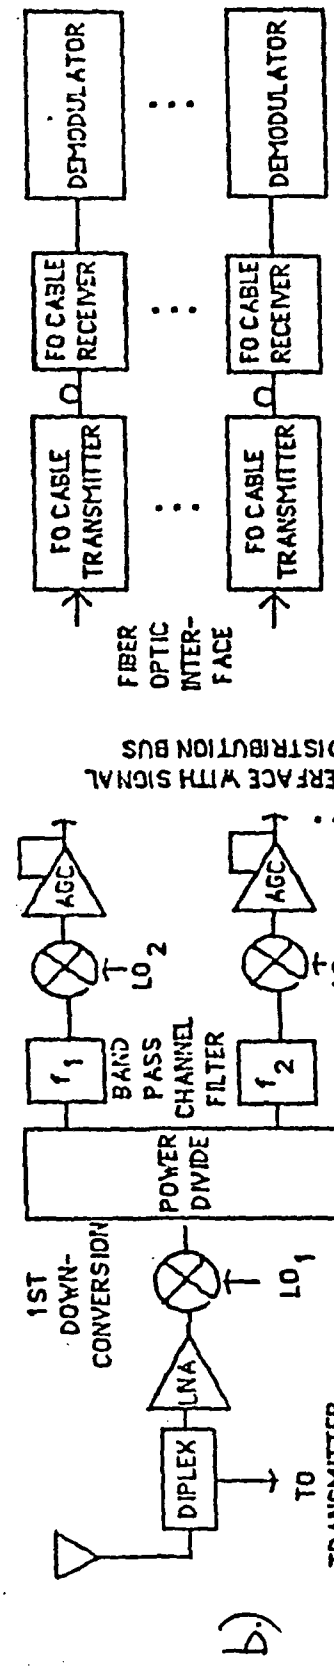 b.)
DIPLEX
TO
TRANSMITTER
LNA
1ST
DOWN-
CONVERSION
LO1
POWER
DIVIDE
f1
BAND
PASS
CHANNEL
FILTER
f2
LO2
AGC
AGC
DISTRIBUTION BUS
WITH SIGNAL
FIBER
OPTIC
INTER-
FACE
FO CABLE
TRANSMITTER
FO CABLE
RECEIVER
DEMODULATOR
FO CABLE
TRANSMITTER
FO CABLE
RECEIVER
DEMODULATOR